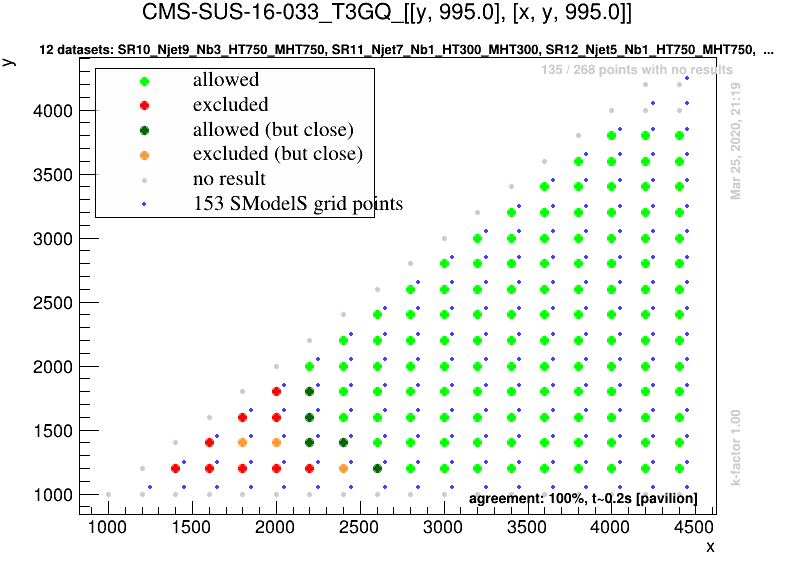 CMS-SUS-16-033_T3GQ_[[y, 995.0], [x, y, 995.0]]
12 datasets: SR10_Njet9_Nb3_HT750_MHT750, SR11_Njet7_Nb1_HT300_MHT300, SR12_Njet5_Nb1_HT750_MHT750, ...
y
135 / 268 points with no results
allowed
excluded
allowed (but close)
excluded (but close)
no result
153 SModelS grid points
Mar 25, 2020, 21:19
4000
3500
3000
2500
2000
1500
1000
k-factor 1.00
agreement: 100%, t~0.2s [pavilion]
1000 1500 2000 2500 3000 3500 4000 4500
x